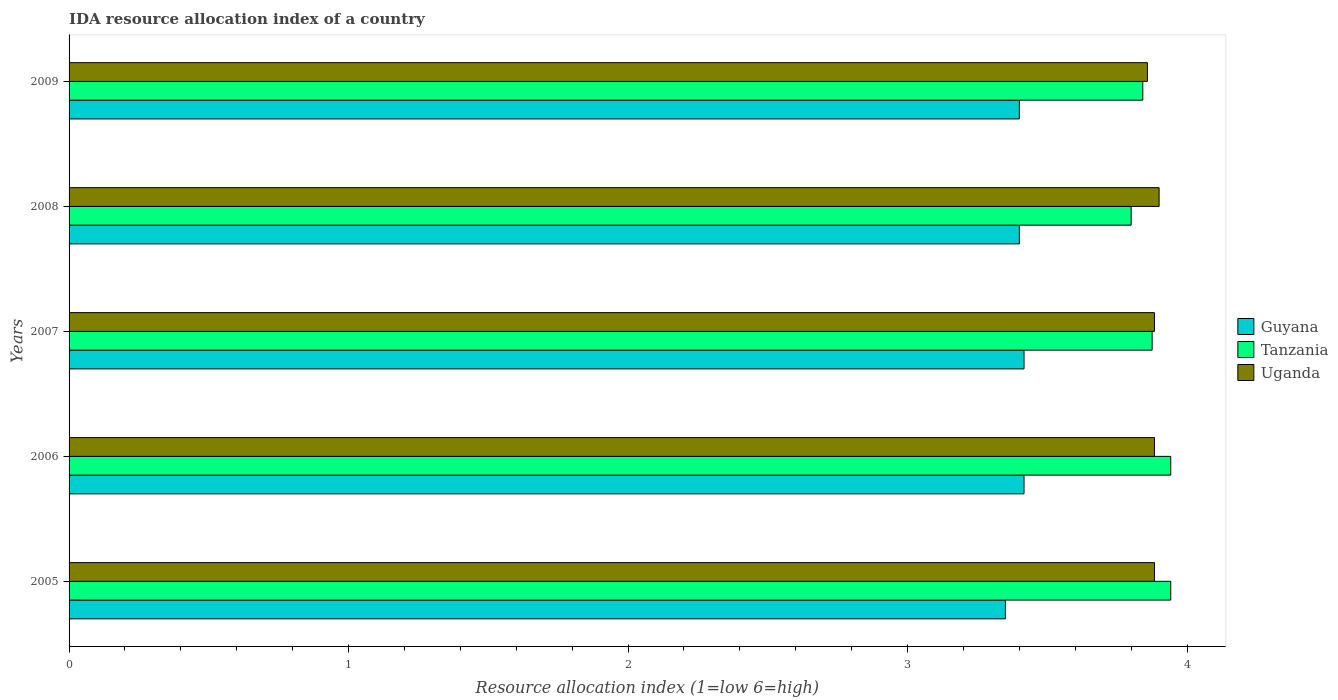 IDA resource allocation index of a country
2009
2008
2007
2006
2005
Years
0
1
2
3
4
Resource allocation index (1=low 6=high)
Guyana
Tanzania
Uganda